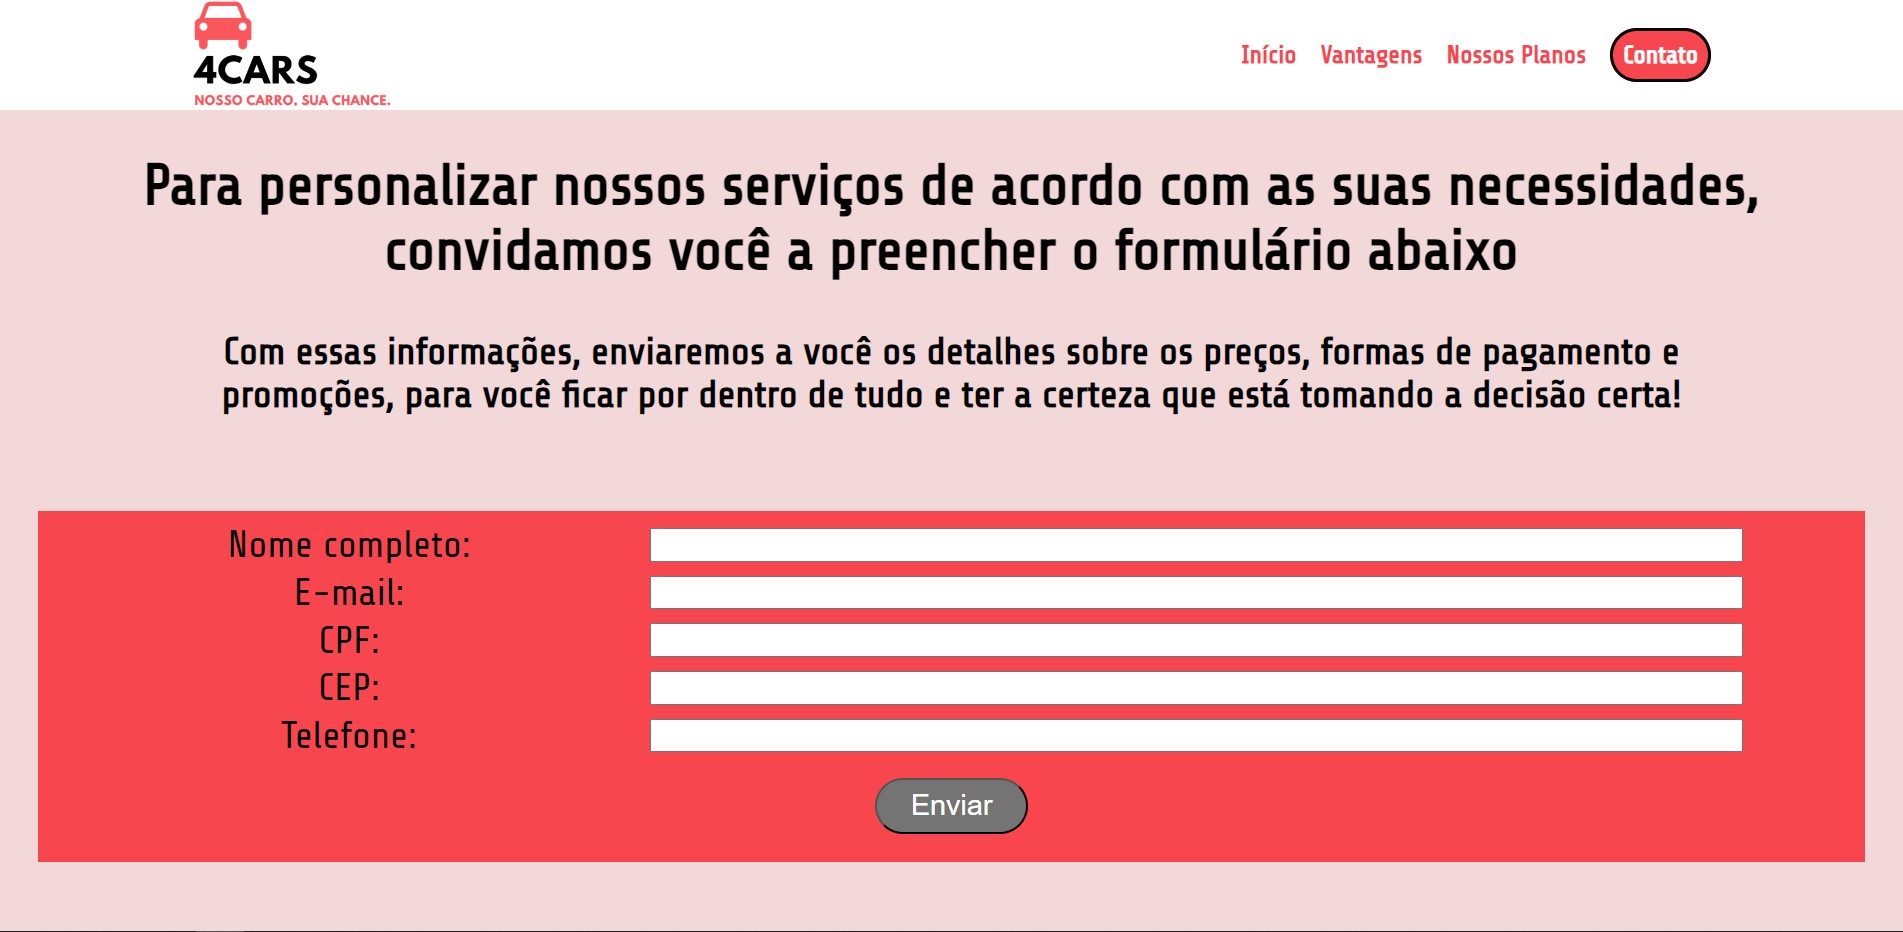 4CARS
NOSSO CARRO, SUA CHANCE.
Início Vantagens Nossos Planos Contato
Para personalizar nossos serviços de acordo com as suas necessidades,
convidamos você a preencher o formulário abaixo
Com essas informações, enviaremos a você os detalhes sobre os preços, formas de pagamento e
promoções, para você ficar por dentro de tudo e ter a certeza que está tomando a decisão certa!
Nome completo:
E-mail:
CPF:
CEP:
Telefone:
Enviar